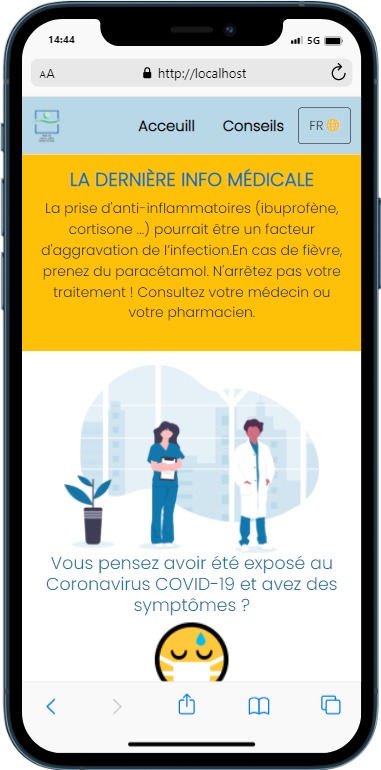 14:44
5G
AA
http://localhost
Acceuill
Conseils
FR
LA DERNIÈRE INFO MÉDICALE
La prise d'anti-inflammatoires (ibuprofène,
cortisone ...) pourrait être un facteur
d'aggravation de l’infection.En cas de fièvre,
prenez du paracétamol. N'arrêtez pas votre
traitement ! Consultez votre médecin ou
votre pharmacien.
Vous pensez avoir été exposé au
Coronavirus COVID-19 et avez des
symptômes ?